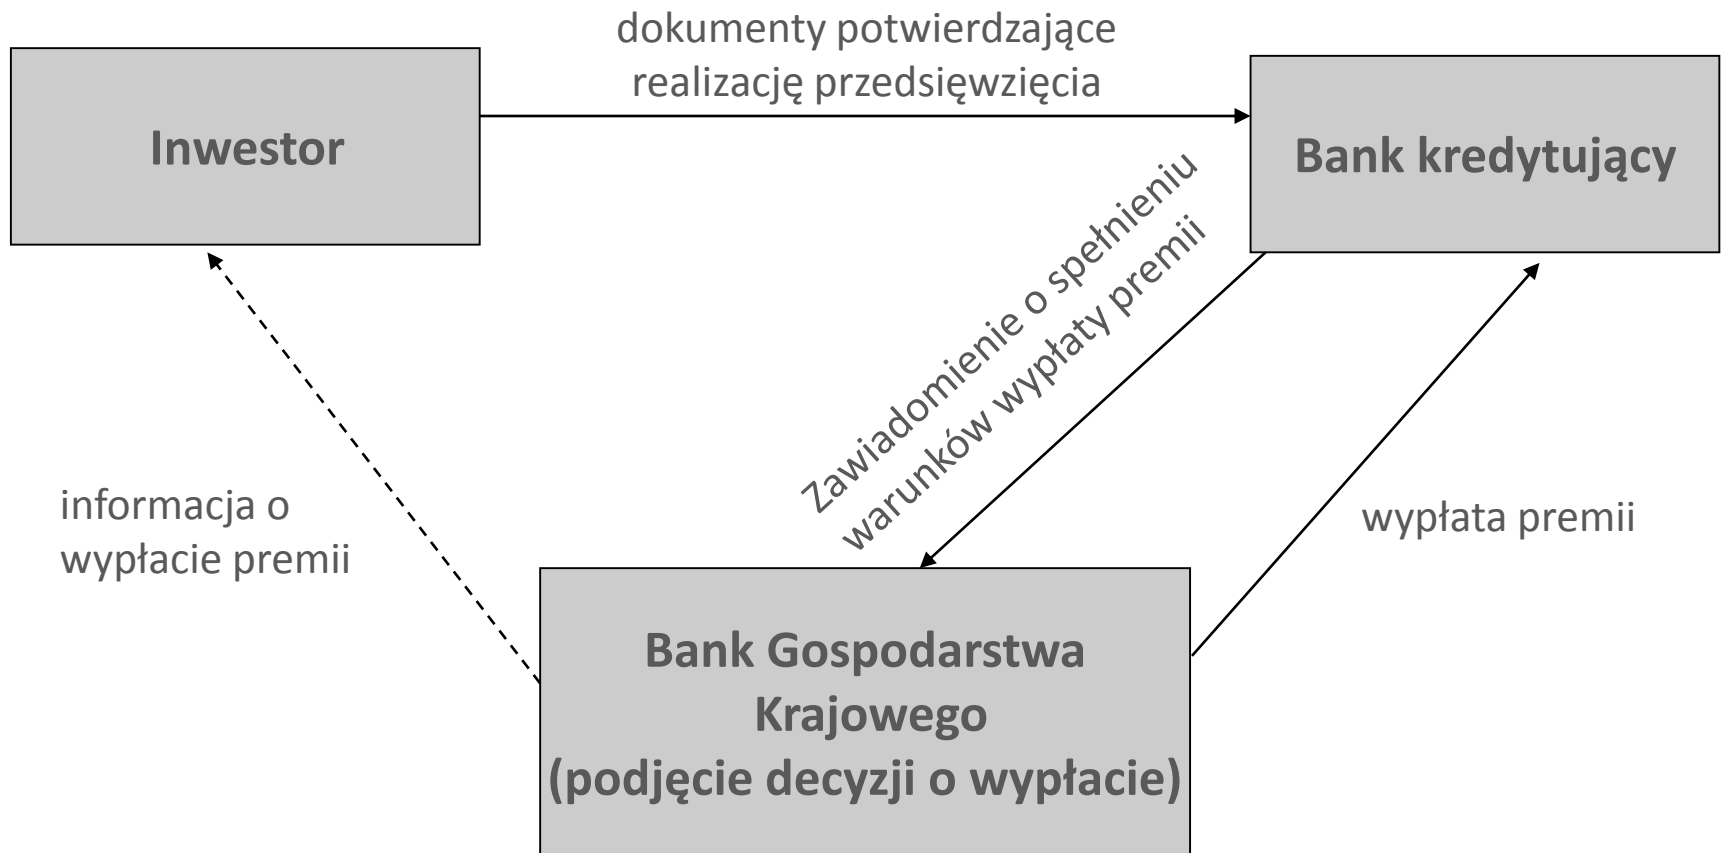 dokumenty potwierdzające
realizację przedsięwzięcia
Inwestor
Bank kredytujący
Zawiadomienie o spełnieniu
warunków wypłaty premii
informacja o
wypłacie premii
wypłata premii
Bank Gospodarstwa
Krajowego
(podjęcie decyzji o wypłacie)